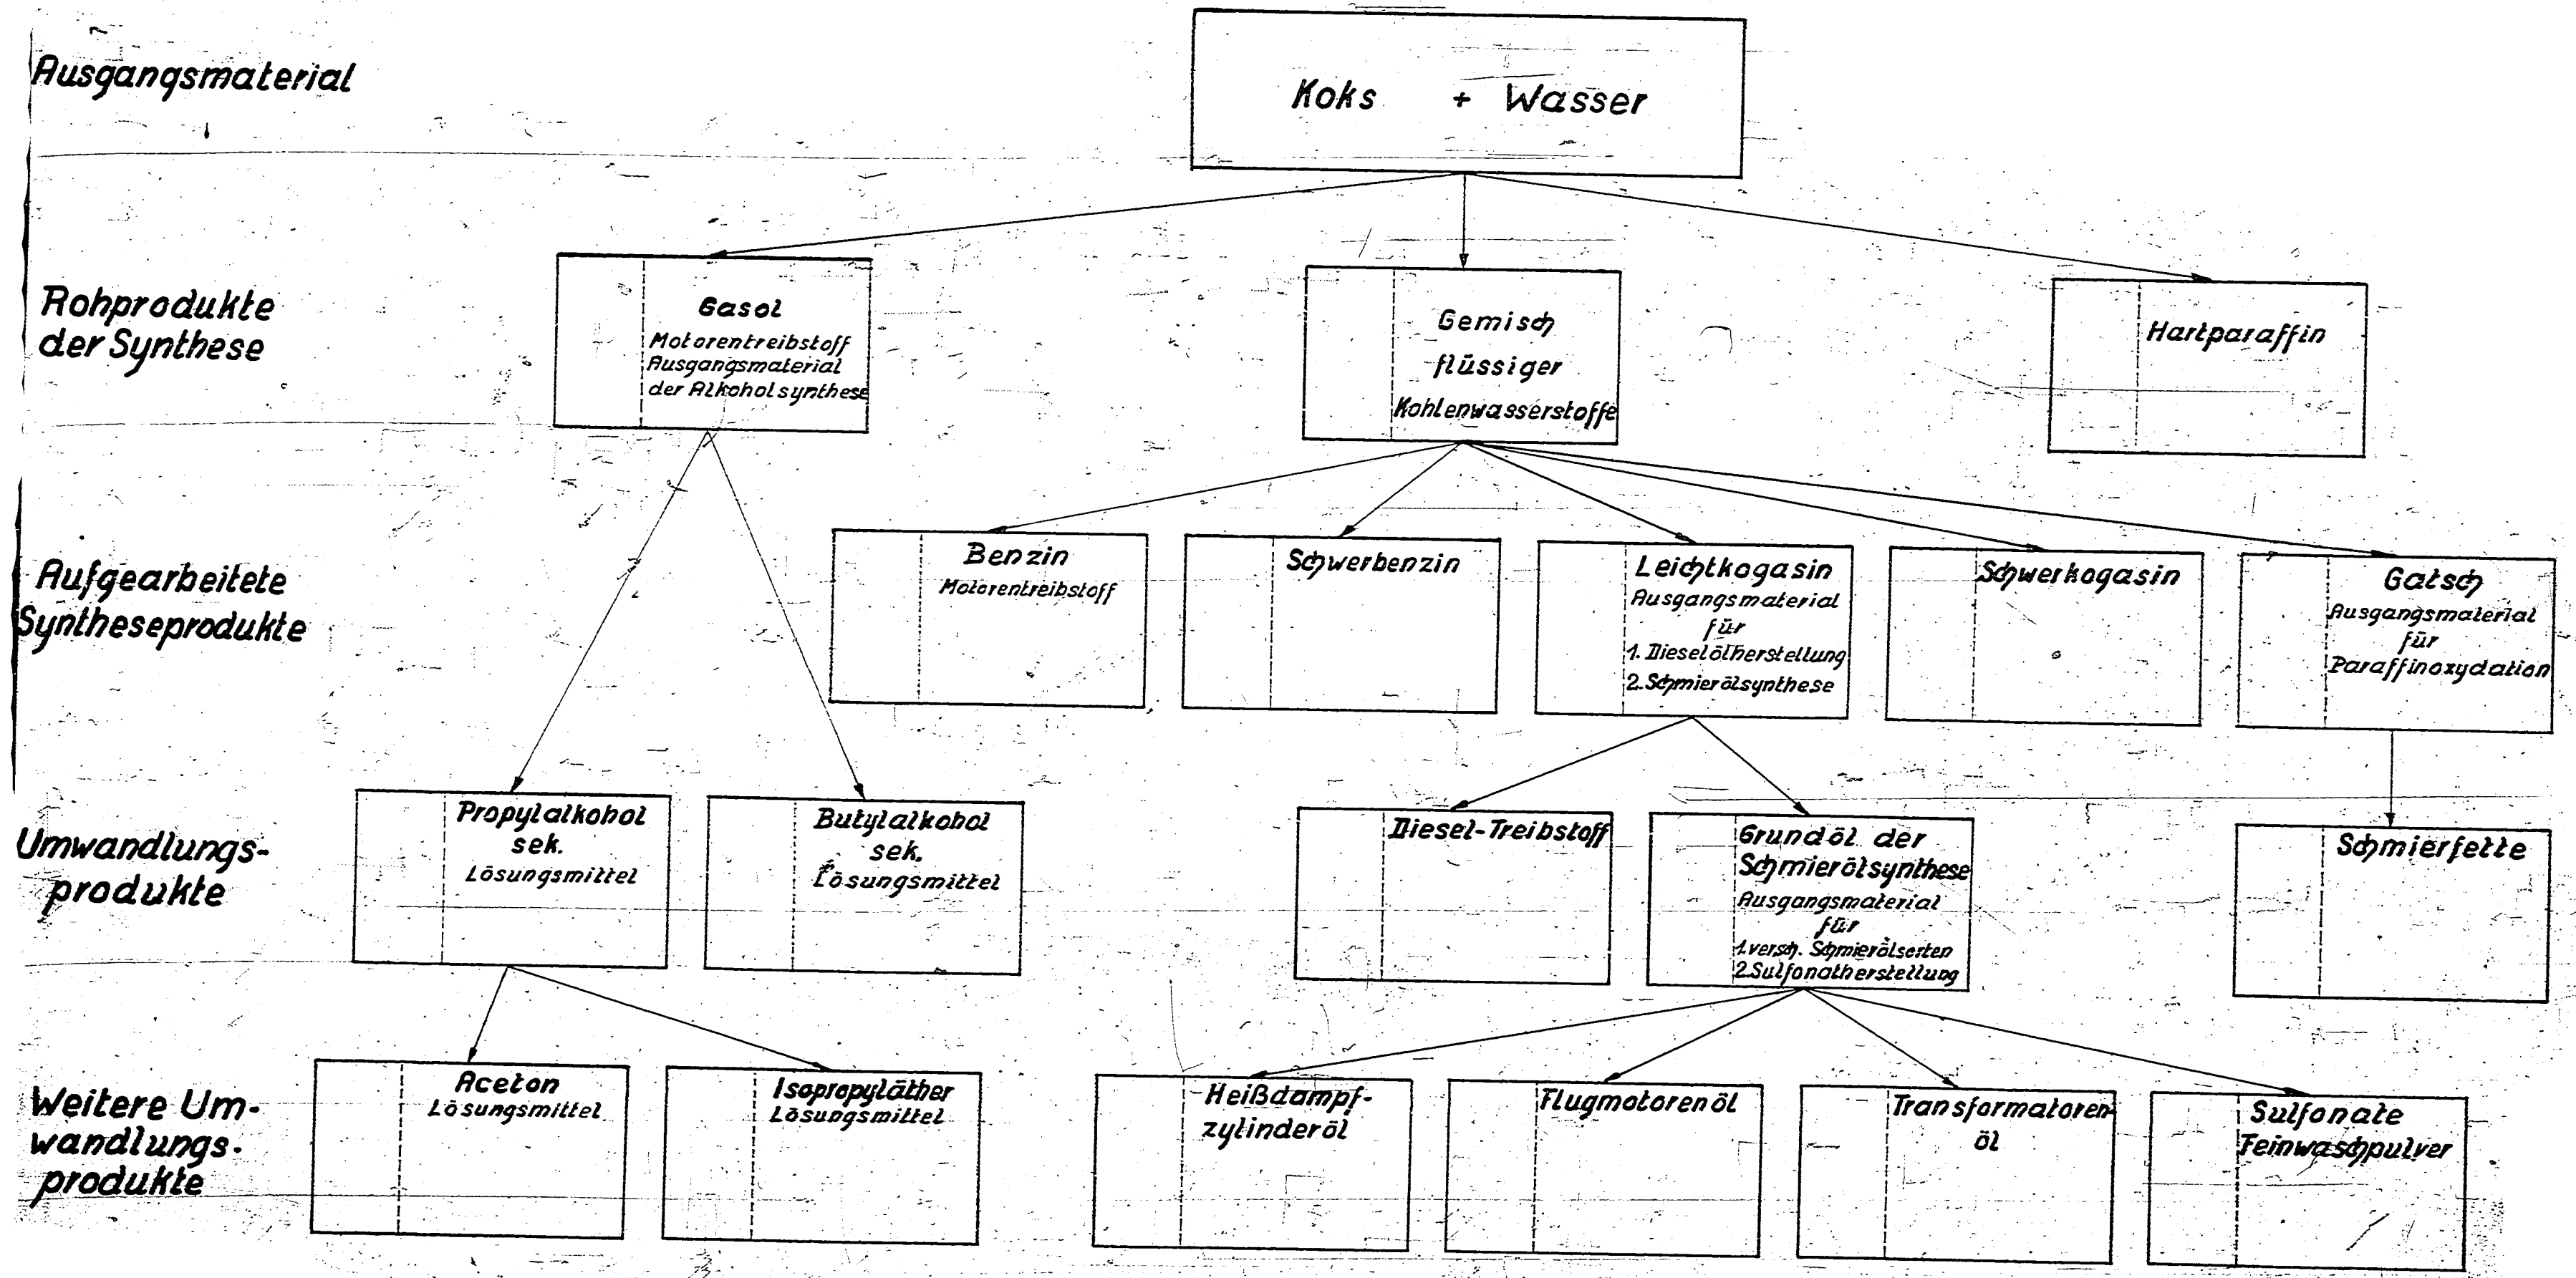 Ausgangsmaterial
Koks + Wasser
Rohprodukte
der Synthese
Gasol
Motorentreibstoff
Ausgangsmaterial
der Alkoholsynthese
Gemisch
flüssiger
Kohlenwasserstoffe
Hartparaffin
Aufgearbeitete
Syntheseprodukte
Benzin
Motorentreibstoff
Schwerbenzin
Leichtkogasin
Ausgangsmaterial
für
1. Dieselölherstellung
2. Schmierölsynthese
Schwerkogasin
Gatsch
Ausgangsmaterial
für
Paraffinoxydation
Umwandlungs-
produkte
Propylalkohol
sek.
Lösungsmittel
Butylalkohol
sek.
Lösungsmittel
Diesel-Treibstoff
Grundöl der
Schmierölsynthese
Ausgangsmaterial
für
1. versch. Schmierölserten
2. Sulfonatherstellung
Schmierfette
Weitere Um-
wandlungs-
produkte
Aceton
Lösungsmittel
Isopropyläther
Lösungsmittel
Heißdampf-
zylinderöl
Flugmotorenöl
Transformatoren-
öl
Sulfonate
Feinwaschpulver